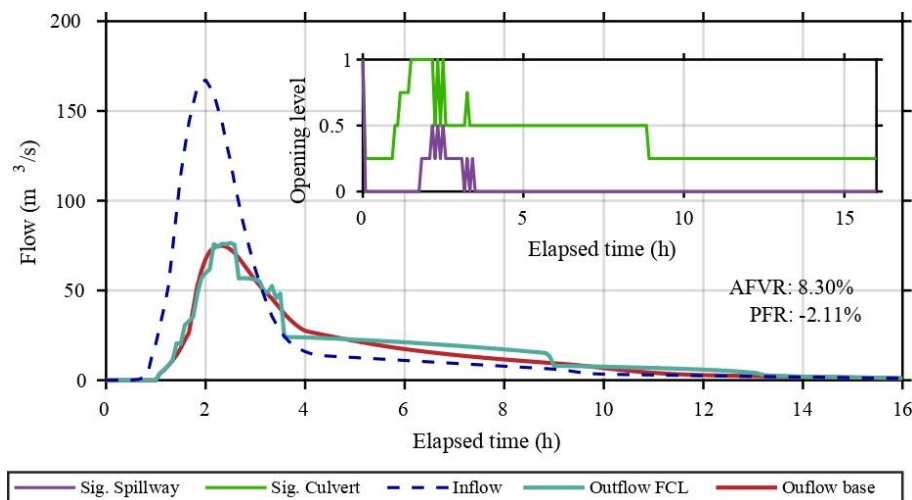 200
150
100
50
0
Flow (m ³/s)
0 2 4 6 8 10 12 14 16
Elapsed time (h)
1
0.5
0
Opening level
0 5 10 15
Elapsed time (h)
AFVR: 8.30%
PFR: -2.11%
Sig. Spillway Sig. Culvert Inflow Outflow FCL Ouflow base